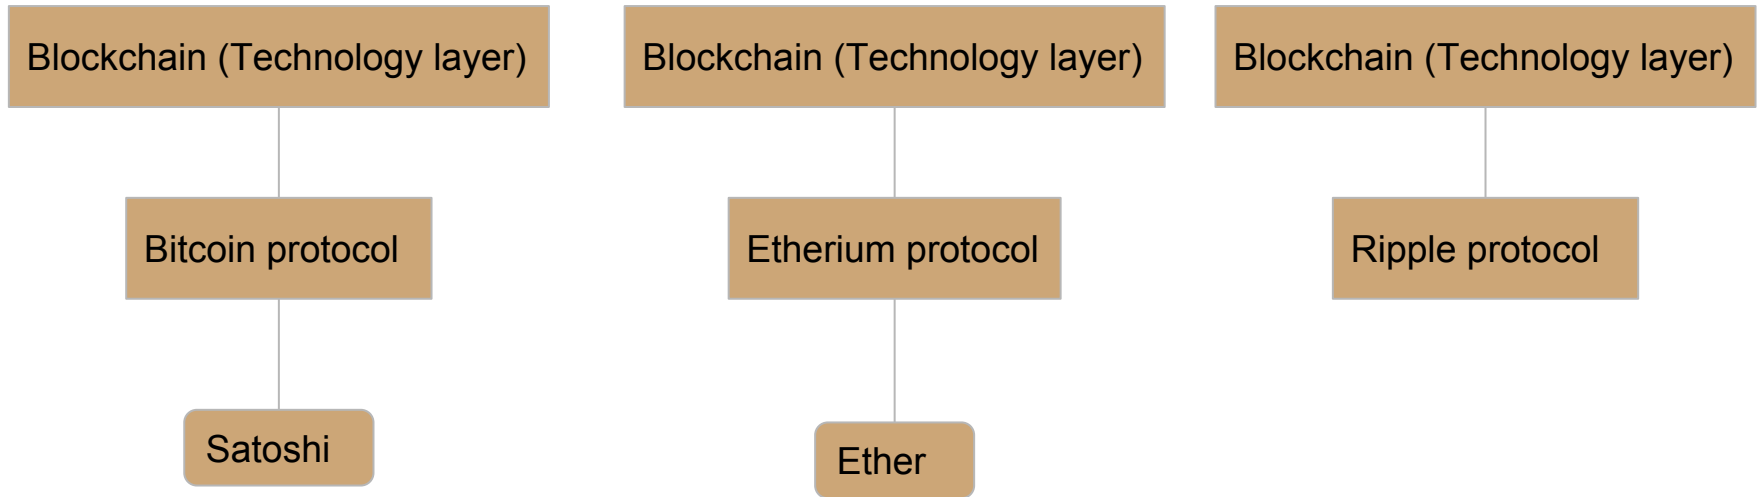 Blockchain (Technology layer)
Blockchain (Technology layer)
Blockchain (Technology layer)
Bitcoin protocol
Etherium protocol
Ripple protocol
Satoshi
Ether